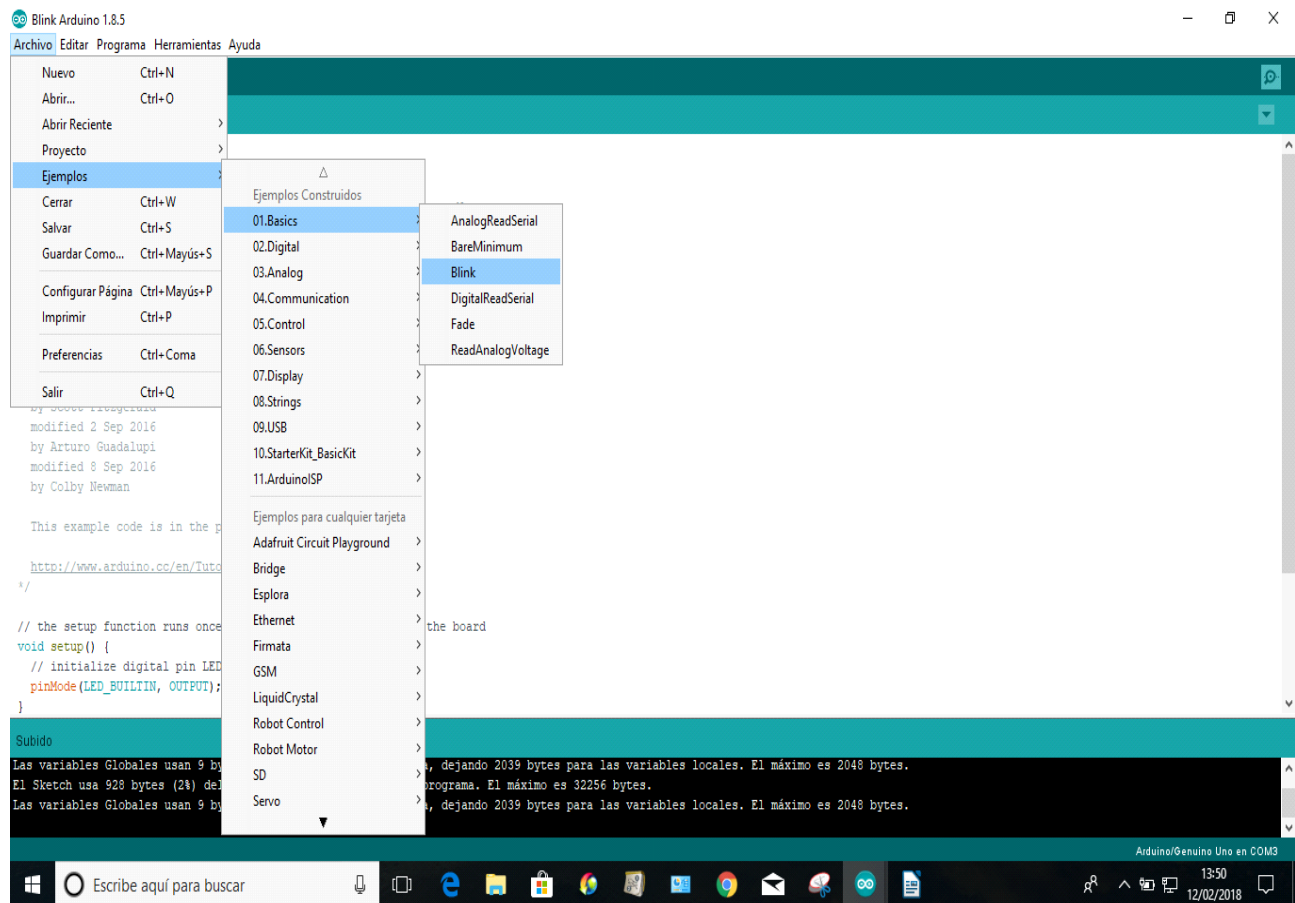 Blink Arduino 1.8.5
Archivo Editar Programa Herramientas Ayuda
Nuevo Ctrl+N
Abrir... Ctrl+O
Abrir Reciente
Proyecto
Ejemplos
Cerrar Ctrl+W
Salvar Ctrl+S
Guardar Como... Ctrl+Mayús+S
Configurar Página Ctrl+Mayús+P
Imprimir Ctrl+P
Preferencias Ctrl+Coma
Salir Ctrl+Q
Ejemplos Construidos
01.Basics
02.Digital
03.Analog
04.Communication
05.Control
06.Sensors
07.Display
08.Strings
09.USB
10.StarterKit_BasicKit
11.ArduinoISP
Ejemplos para cualquier tarjeta
Adafruit Circuit Playground
Bridge
Esplora
Ethernet
Firmata
GSM
LiquidCrystal
Robot Control
Robot Motor
SD
Servo
AnalogReadSerial
BareMinimum
Blink
DigitalReadSerial
Fade
ReadAnalogVoltage
modified 2 Sep 2016
by Arturo Guadalupi
modified 8 Sep 2016
by Colby Newman
This example code is in the p
http://www.arduino.cc/en/Tuto
*/
// the setup function runs once the board
void setup() {
// initialize digital pin LED
pinMode(LED_BUILTIN, OUTPUT);
}
Subido
Las variables Globales usan 9 by , dejando 2039 bytes para las variables locales. El máximo es 2048 bytes.
El Sketch usa 928 bytes (2%) del programa. El máximo es 32256 bytes.
Las variables Globales usan 9 by , dejando 2039 bytes para las variables locales. El máximo es 2048 bytes.
Arduino/Genuino Uno en COM3
Escribe aquí para buscar
13:50
12/02/2018